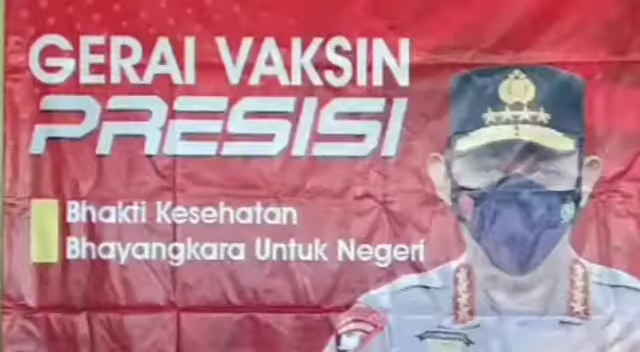 GERAI VAKSIN
PRESISI
Bhakti Kesehatan
Bhayangkara Untuk Negeri